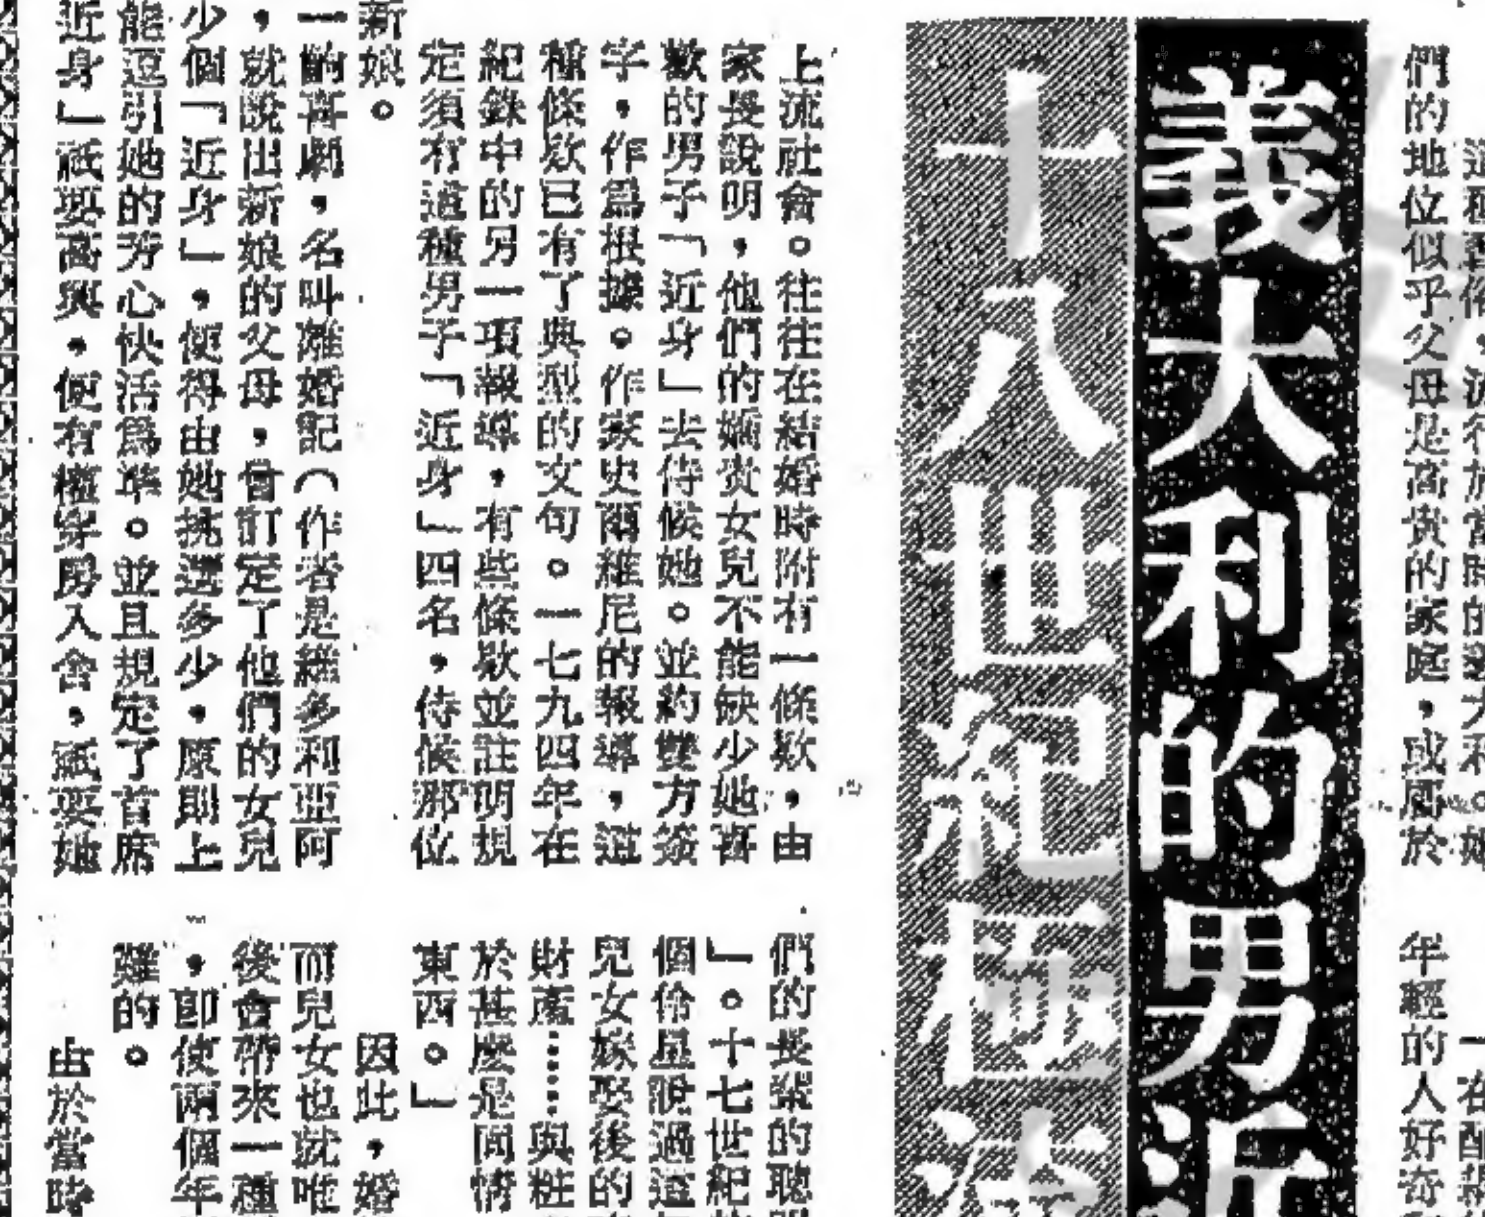 們的地位似乎父母是高貴的家庭，或屬於
年輕的人好奇
義大利的男近
十八世紀極
上流社會。往往在結婚時附有一條欵，由
家長說明，他們的嬌貴女兒不能缺少她喜
歡的男子「近身」去侍候她。並約雙方簽
字，作爲根據。作家史爾維尼的報導，這
種條欵已有了典型的文句。一七九四年在
紀錄中的另一項報導，有些條欵並註明規
定須有這種男子「近身」四名，侍候那位
新娘。
一齣喜劇，名叫離婚記（作者是維多利亞阿
，就說出新娘的父母，曾訂定了他們的女兒
少個「近身」，便得由她挑選多少，原則上
能逗引她的芳心快活爲準。並且規定了首席
近身」祇要高興，便有權穿房入舍，祇要她
們的長輩的聰
」。十七世紀
個伶星說過這
兒女嫁娶後的
財產……與粧
於甚麼是同情
東西。」
因此，婚
而兒女也就唯
後會帶來一種
，卽使兩個年
雖的。
由於當時